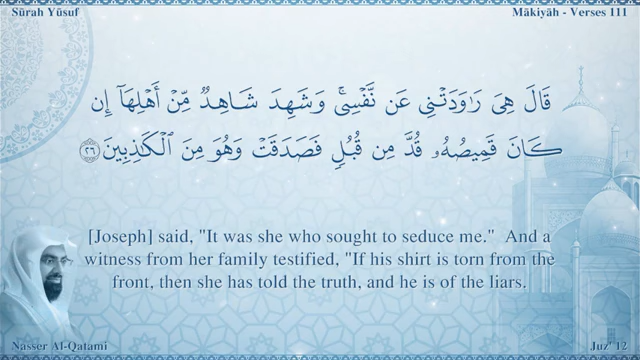 Sūrah Yūsuf
Mākiyāh - Verses 111
قَالَ هِىَ رَٰوَدَتْنِى عَن نَّفْسِى ۚ وَشَهِدَ شَاهِدٌ مِّنْ أَهْلِهَآ إِن
كَانَ قَمِيصُهُۥ قُدَّ مِن قُبُلٍ فَصَدَقَتْ وَهُوَ مِنَ ٱلْكَٰذِبِينَ ٢٦
[Joseph] said, "It was she who sought to seduce me." And a
witness from her family testified, "If his shirt is torn from the
front, then she has told the truth, and he is of the liars.
Nasser Al-Qatami
Juz' 12